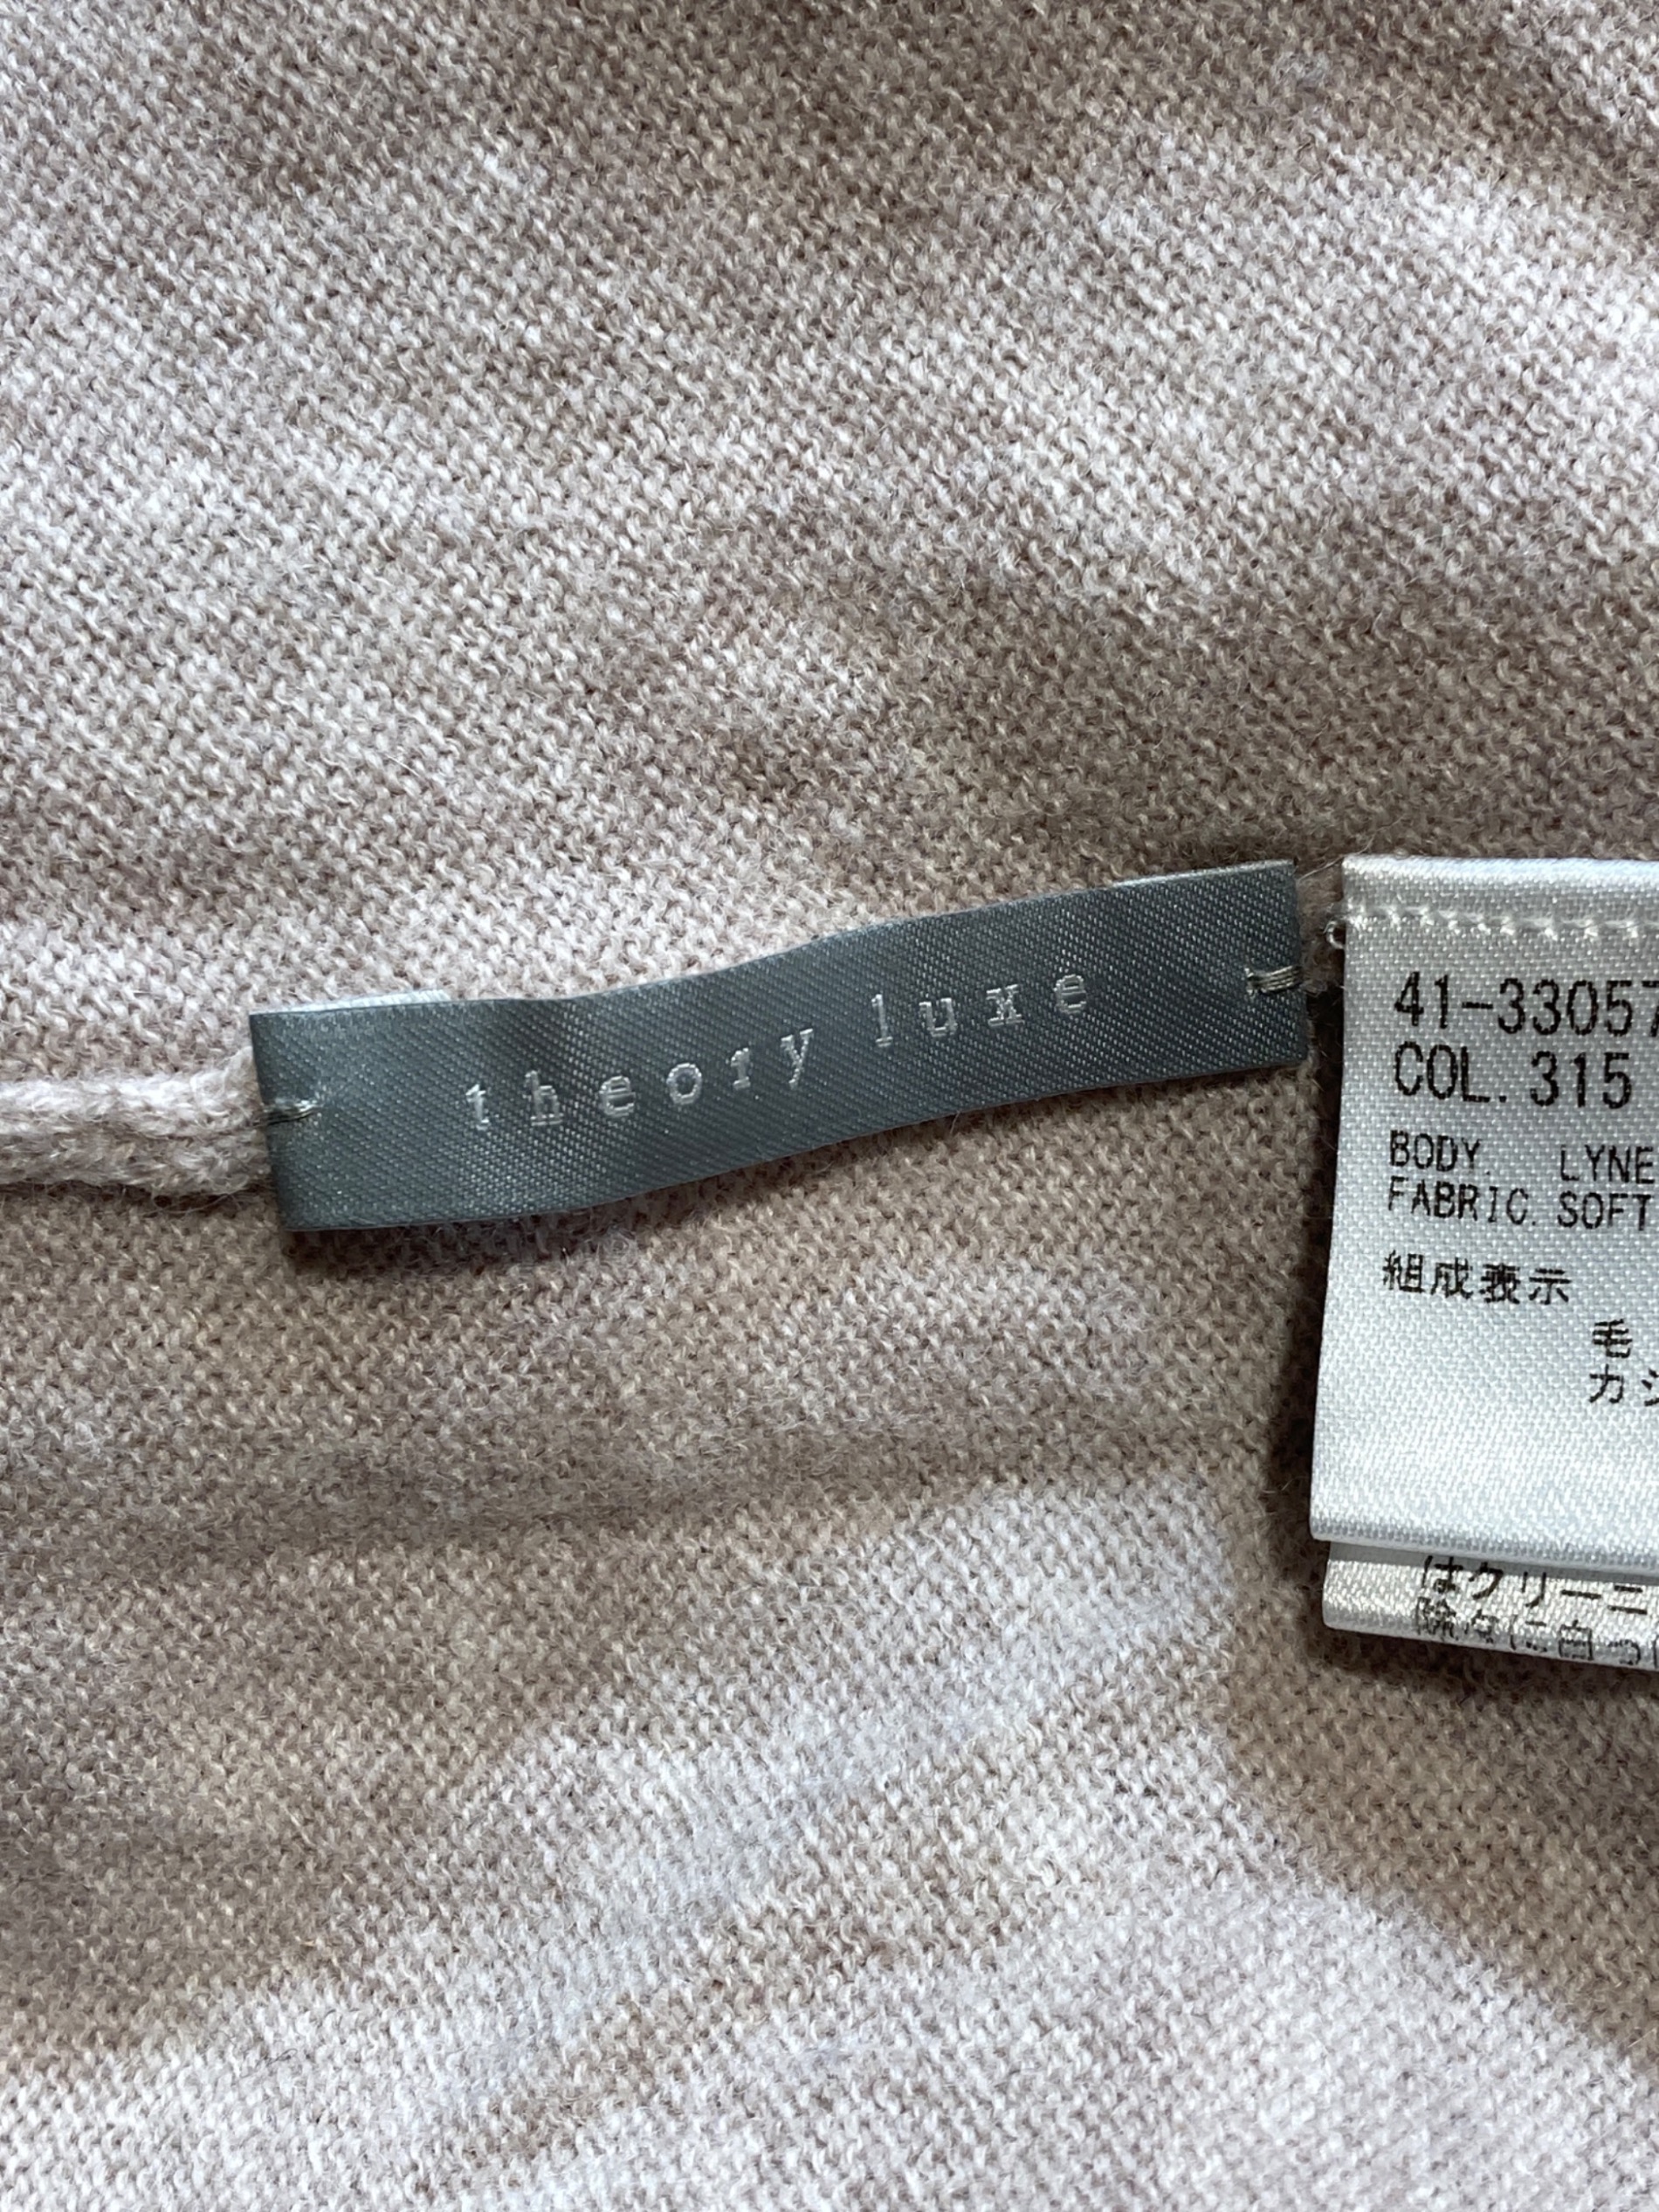 theory luxe
41-33057
COL. 315
BODY. LYNE
FABRIC. SOFT
組成表示
毛
カシ
はクリーニ